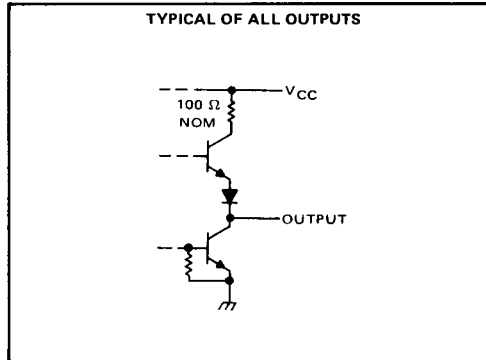 TYPICAL OF ALL OUTPUTS
VCC
100 Ω
NOM
OUTPUT